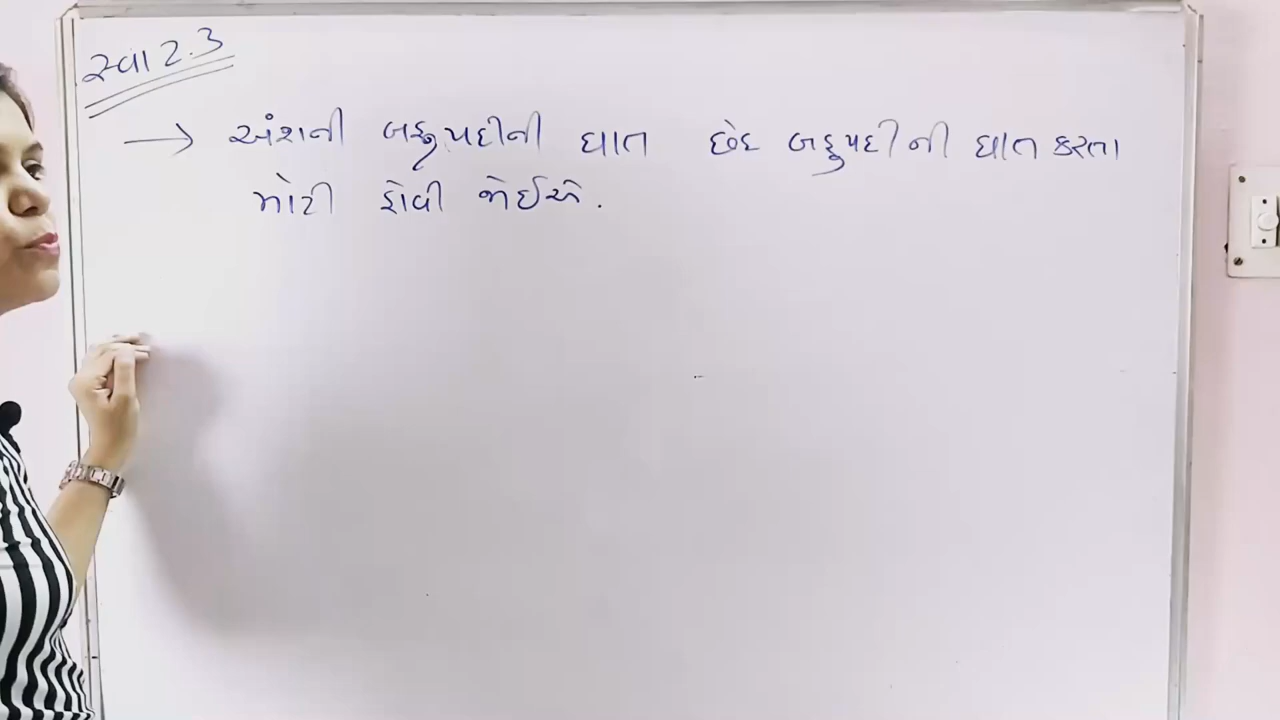 સ્વા 2.3
→ અંશની બહુપદીની ઘાત છેદ બહુપદીની ઘાત કરતા
મોટી હોવી જોઈએ.